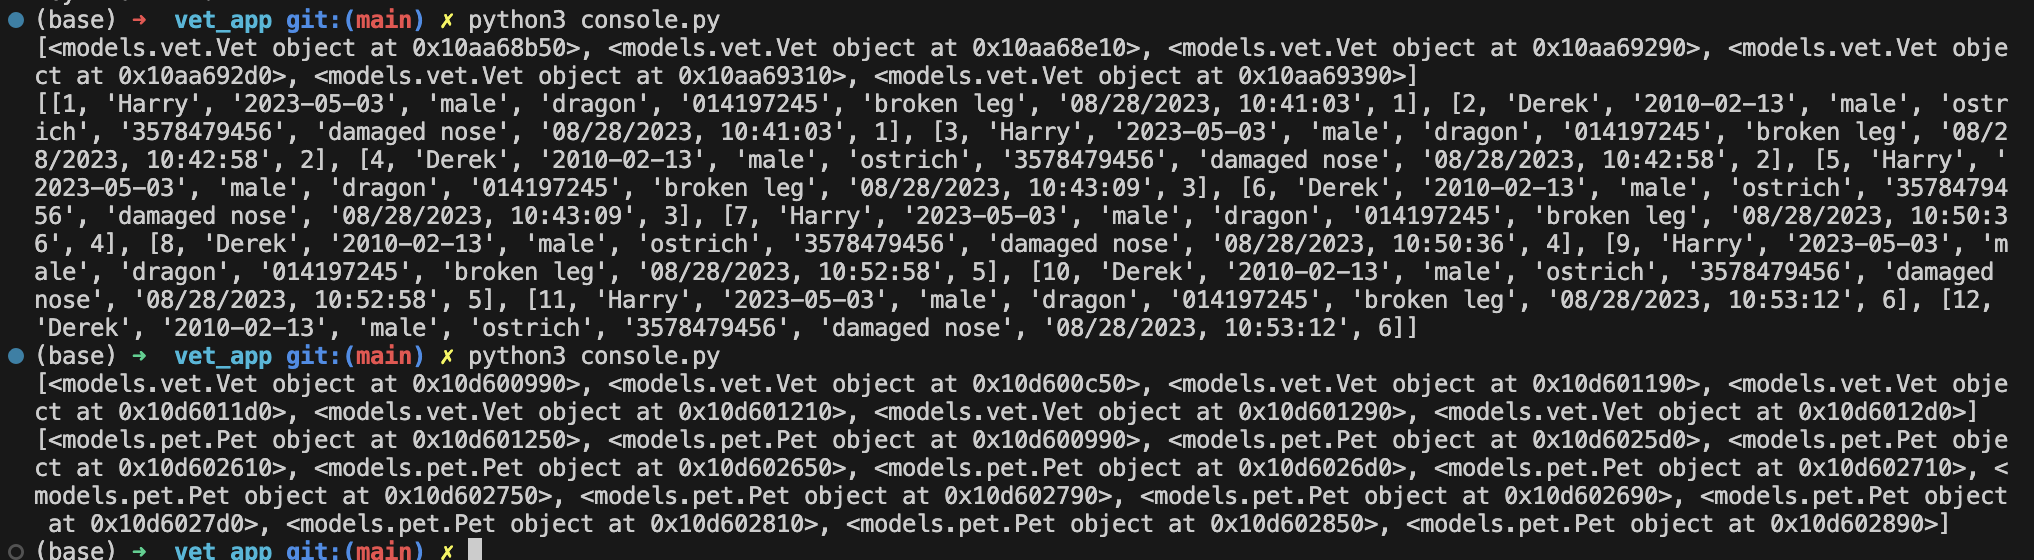 (base) ➜ vet_app git:(main) ✗ python3 console.py
[<models.vet.Vet object at 0x10aa68b50>, <models.vet.Vet object at 0x10aa68e10>, <models.vet.Vet object at 0x10aa69290>, <models.vet.Vet obje
ct at 0x10aa692d0>, <models.vet.Vet object at 0x10aa69310>, <models.vet.Vet object at 0x10aa69390>]
[[1, 'Harry', '2023-05-03', 'male', 'dragon', '014197245', 'broken leg', '08/28/2023, 10:41:03', 1], [2, 'Derek', '2010-02-13', 'male', 'ostr
ich', '3578479456', 'damaged nose', '08/28/2023, 10:41:03', 1], [3, 'Harry', '2023-05-03', 'male', 'dragon', '014197245', 'broken leg', '08/2
8/2023, 10:42:58', 2], [4, 'Derek', '2010-02-13', 'male', 'ostrich', '3578479456', 'damaged nose', '08/28/2023, 10:42:58', 2], [5, 'Harry', '
2023-05-03', 'male', 'dragon', '014197245', 'broken leg', '08/28/2023, 10:43:09', 3], [6, 'Derek', '2010-02-13', 'male', 'ostrich', '35784794
56', 'damaged nose', '08/28/2023, 10:43:09', 3], [7, 'Harry', '2023-05-03', 'male', 'dragon', '014197245', 'broken leg', '08/28/2023, 10:50:3
6', 4], [8, 'Derek', '2010-02-13', 'male', 'ostrich', '3578479456', 'damaged nose', '08/28/2023, 10:50:36', 4], [9, 'Harry', '2023-05-03', 'm
ale', 'dragon', '014197245', 'broken leg', '08/28/2023, 10:52:58', 5], [10, 'Derek', '2010-02-13', 'male', 'ostrich', '3578479456', 'damaged
nose', '08/28/2023, 10:52:58', 5], [11, 'Harry', '2023-05-03', 'male', 'dragon', '014197245', 'broken leg', '08/28/2023, 10:53:12', 6], [12,
'Derek', '2010-02-13', 'male', 'ostrich', '3578479456', 'damaged nose', '08/28/2023, 10:53:12', 6]]
(base) ➜ vet_app git:(main) ✗ python3 console.py
[<models.vet.Vet object at 0x10d600990>, <models.vet.Vet object at 0x10d600c50>, <models.vet.Vet object at 0x10d601190>, <models.vet.Vet obje
ct at 0x10d6011d0>, <models.vet.Vet object at 0x10d601210>, <models.vet.Vet object at 0x10d601290>, <models.vet.Vet object at 0x10d6012d0>]
[<models.pet.Pet object at 0x10d601250>, <models.pet.Pet object at 0x10d600990>, <models.pet.Pet object at 0x10d6025d0>, <models.pet.Pet obje
ct at 0x10d602610>, <models.pet.Pet object at 0x10d602650>, <models.pet.Pet object at 0x10d6026d0>, <models.pet.Pet object at 0x10d602710>, <
models.pet.Pet object at 0x10d602750>, <models.pet.Pet object at 0x10d602790>, <models.pet.Pet object at 0x10d602690>, <models.pet.Pet object
at 0x10d6027d0>, <models.pet.Pet object at 0x10d602810>, <models.pet.Pet object at 0x10d602850>, <models.pet.Pet object at 0x10d602890>]
(base) ➜ vet_app git:(main) ✗